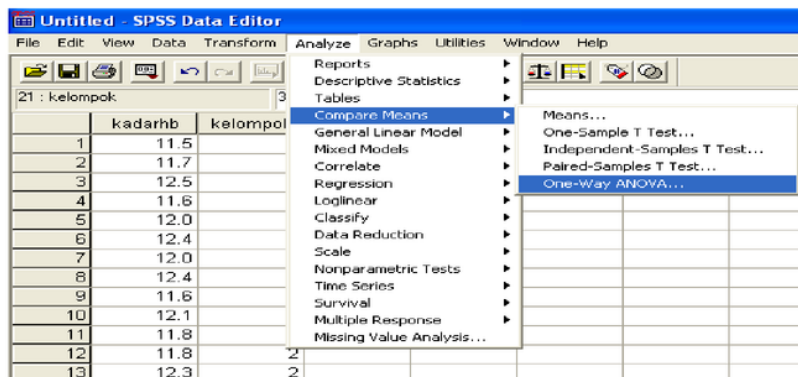 Untitled - SPSS Data Editor
File Edit View Data Transform Analyze Graphs Utilities Window Help
21 : kelompok 3
kadarhb kelompol
1 11.5
2 11.7
3 12.5
4 11.6
5 12.0
6 12.4
7 12.0
8 12.4
9 11.6
10 12.1
11 11.8
12 11.8 2
13 12.3 2
Reports
Descriptive Statistics
Tables
Compare Means
General Linear Model
Mixed Models
Correlate
Regression
Loglinear
Classify
Data Reduction
Scale
Nonparametric Tests
Time Series
Survival
Multiple Response
Missing Value Analysis...
Means...
One-Sample T Test...
Independent-Samples T Test...
Paired-Samples T Test...
One-Way ANOVA...